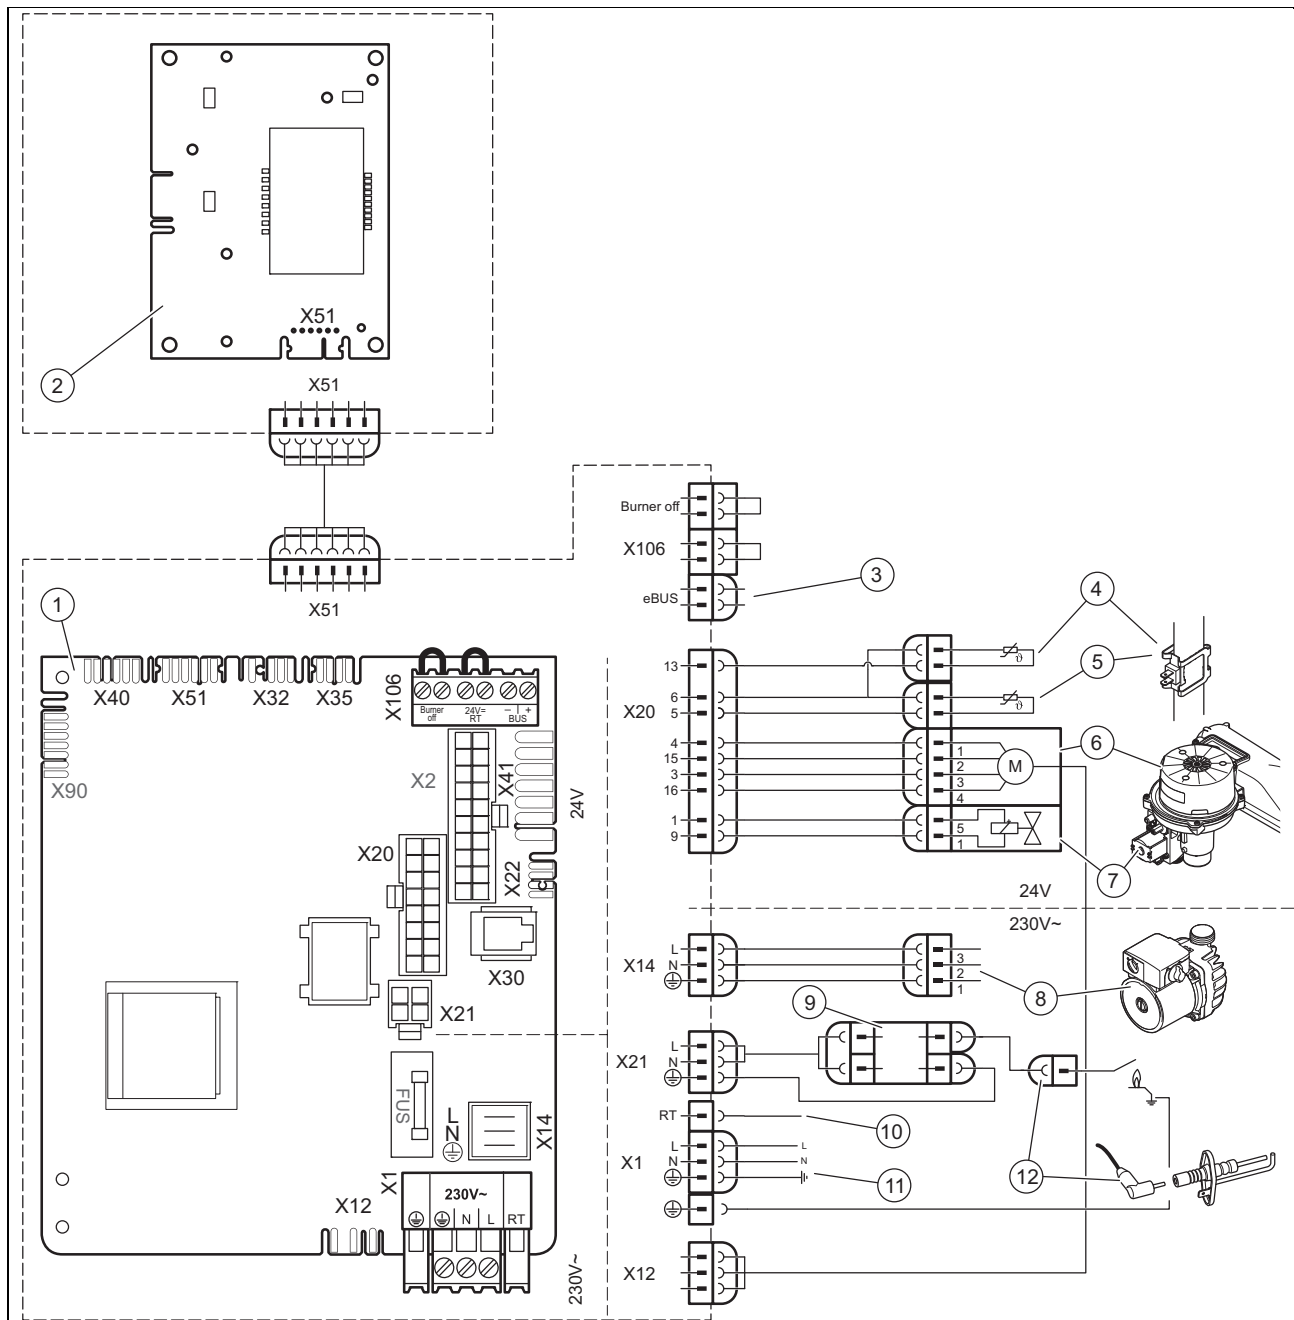 X51
2
X51
X51
1
Burner off
X106
eBUS
3
4
5
13
6
5
X20
4
15
3
16
1
2
3
4
M
6
1
9
5
1
7
24V
230V~
X40
X51
X32
X35
X106
Burner off
24V=
RT
– | +
BUS
X90
X2
X41
24V
X20
X22
X30
X21
FUS
L
N
X14
X1
X12
230V~
N
L
RT
230V~
X14
L
N
3
2
1
8
9
X21
L
N
RT
10
X1
L
N
L
N
11
12
X12